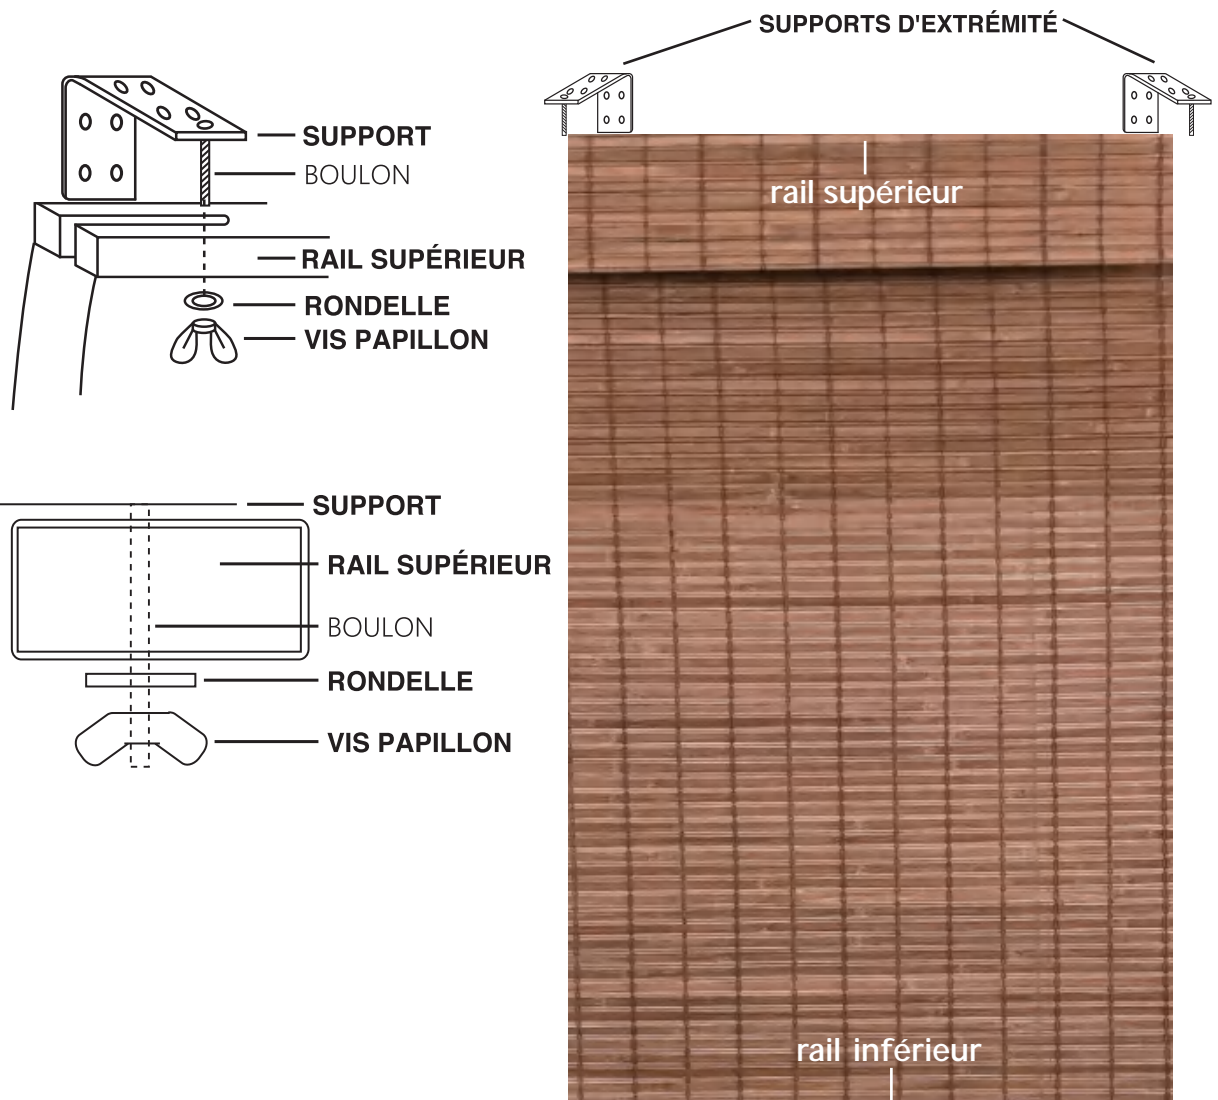 SUPPORTS D'EXTRÉMITÉ
SUPPORT
BOULON
RAIL SUPÉRIEUR
RONDELLE
VIS PAPILLON
rail supérieur
SUPPORT
RAIL SUPÉRIEUR
BOULON
RONDELLE
VIS PAPILLON
rail inférieur